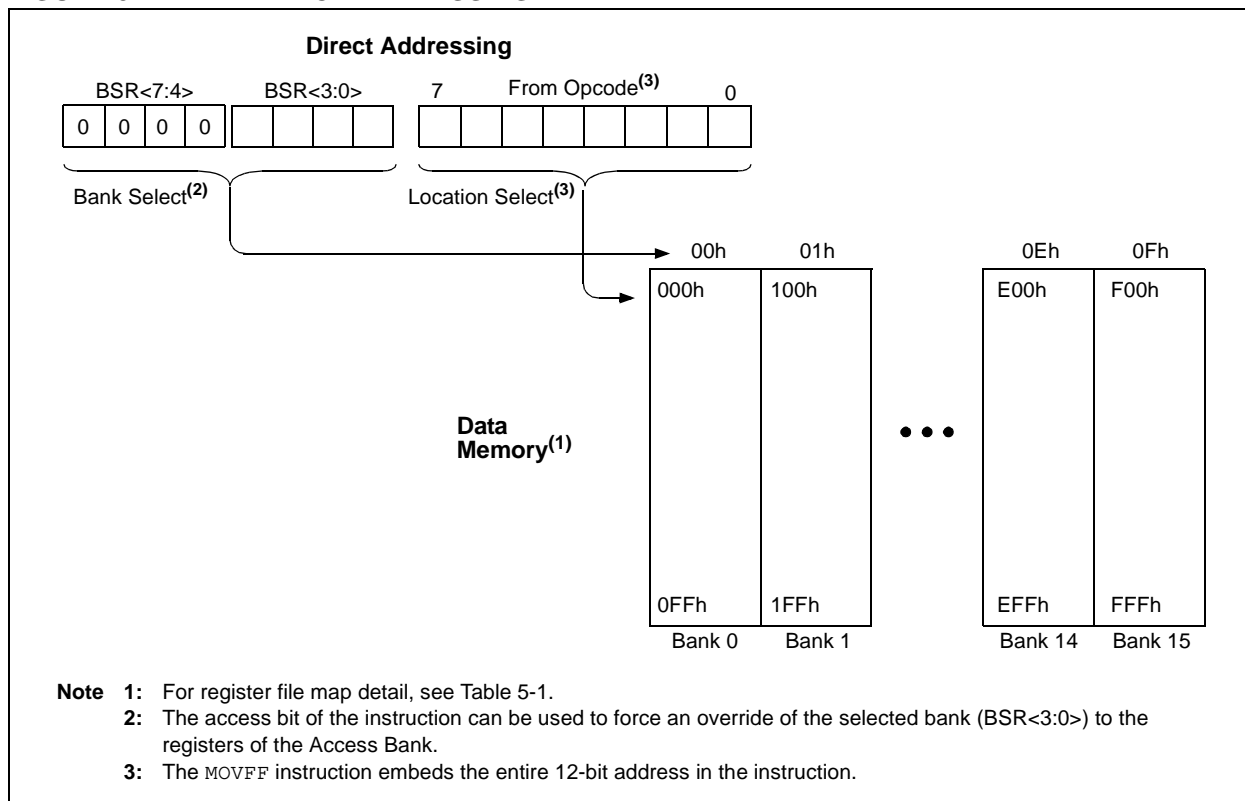 Direct Addressing
BSR<7:4> BSR<3:0> 7 From Opcode(3) 0
0 0 0 0
Bank Select(2) Location Select(3)
00h 01h 0Eh 0Fh
000h 100h E00h F00h
Data
Memory(1)
0FFh 1FFh EFFh FFFh
Bank 0 Bank 1 Bank 14 Bank 15
Note 1: For register file map detail, see Table 5-1.
2: The access bit of the instruction can be used to force an override of the selected bank (BSR<3:0>) to the
registers of the Access Bank.
3: The MOVFF instruction embeds the entire 12-bit address in the instruction.